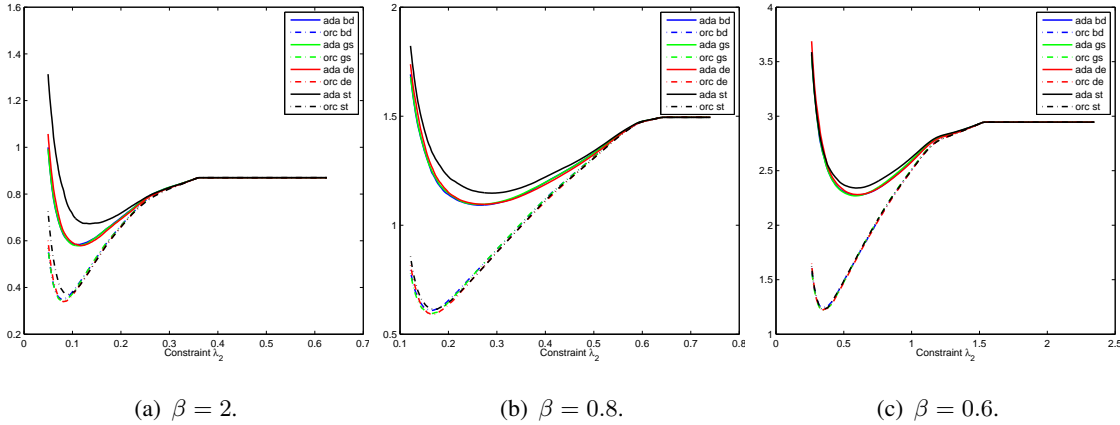 1.6
1.4
1.2
1
0.8
0.6
0.4
0.2
0
0.1
0.2
0.3
0.4
0.5
0.6
0.7
Constraint λ₂
ada bd
orc bd
ada gs
orc gs
ada de
orc de
ada st
orc st
(a) β = 2.
2
1.5
1
0.5
0.1
0.2
0.3
0.4
0.5
0.6
0.7
0.8
Constraint λ₂
ada bd
orc bd
ada gs
orc gs
ada de
orc de
ada st
orc st
(b) β = 0.8.
4
3.5
3
2.5
2
1.5
1
0
0.5
1
1.5
2
2.5
Constraint λ₂
ada bd
orc bd
ada gs
orc gs
ada de
orc de
ada st
orc st
(c) β = 0.6.